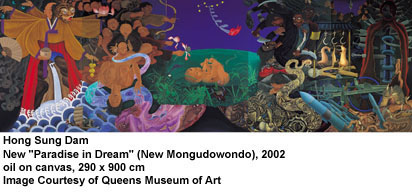 Hong Sung Dam
New "Paradise in Dream" (New Mongudowondo), 2002
oil on canvas, 290 x 900 cm
Image Courtesy of Queens Museum of Art